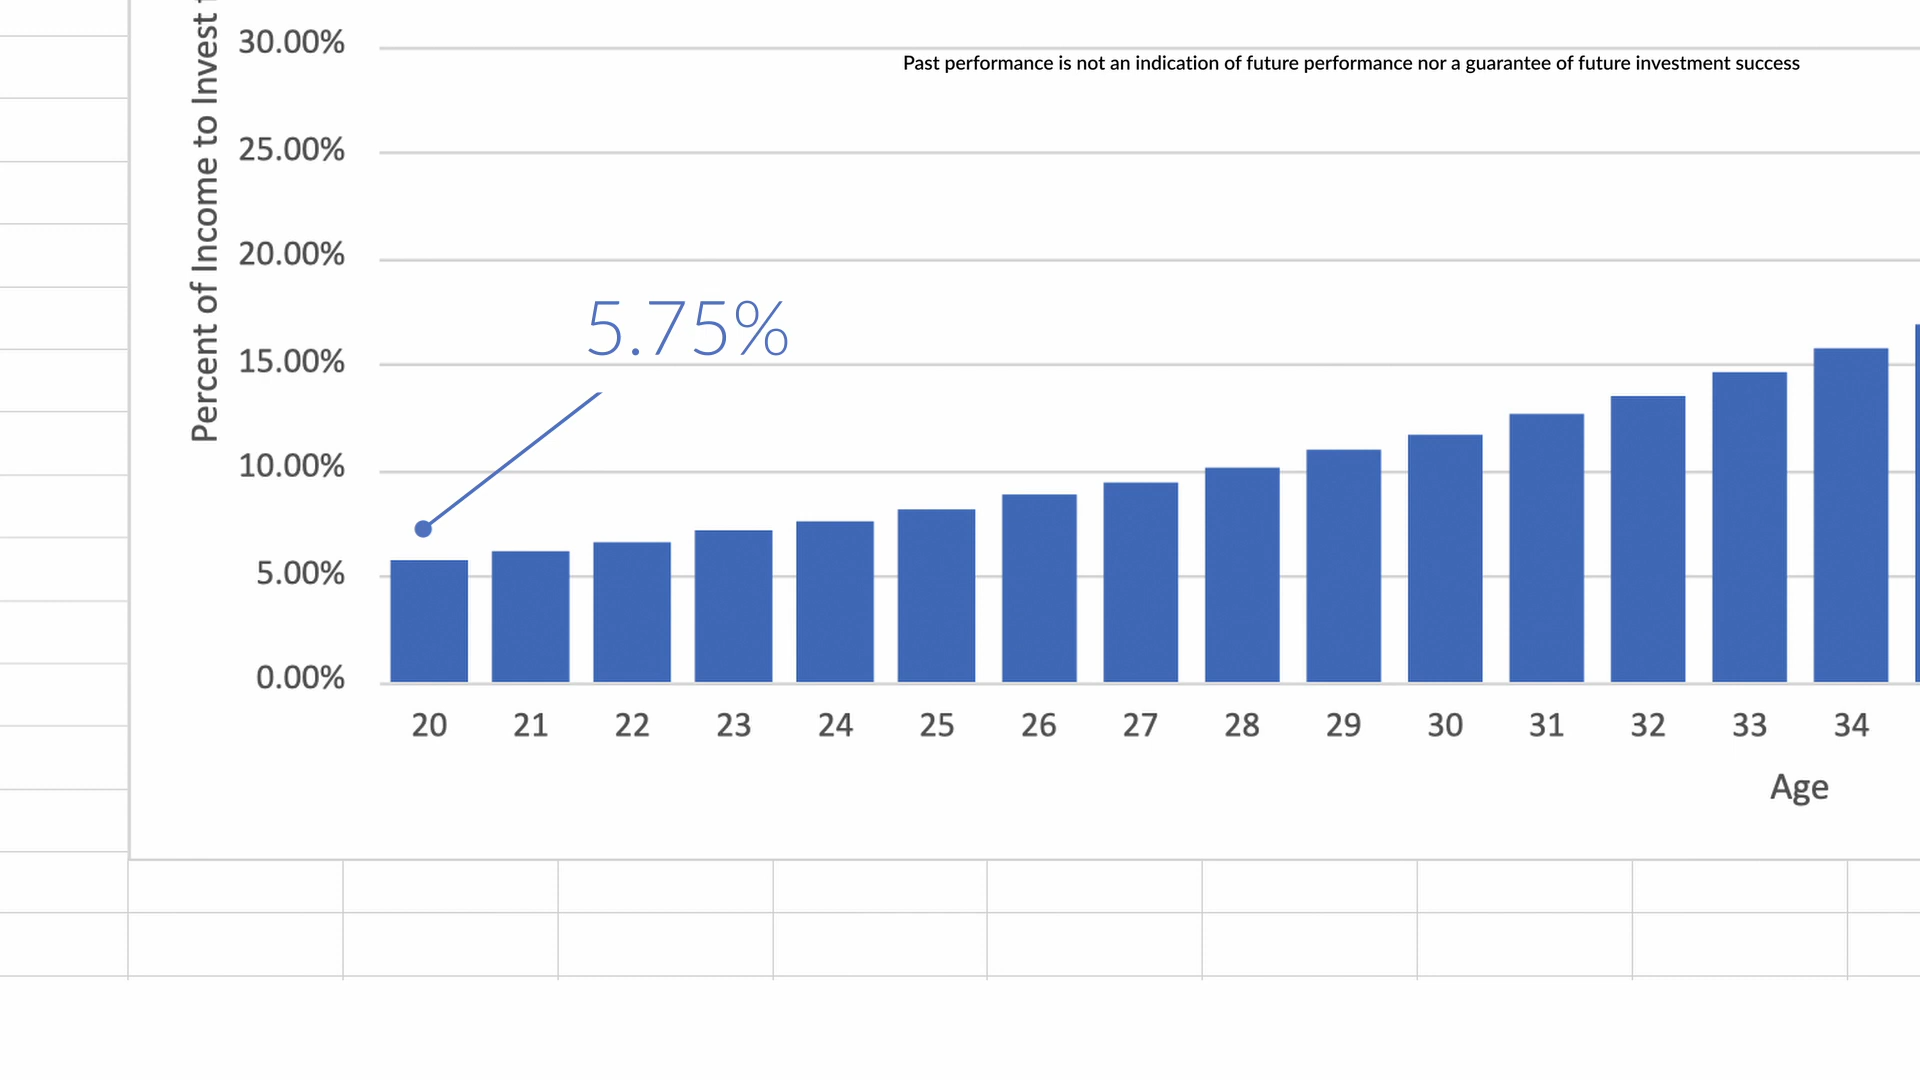 Percent of Income to Invest
30.00%
Past performance is not an indication of future performance nor a guarantee of future investment success
25.00%
20.00%
5.75%
15.00%
10.00%
5.00%
0.00%
20 21 22 23 24 25 26 27 28 29 30 31 32 33 34
Age